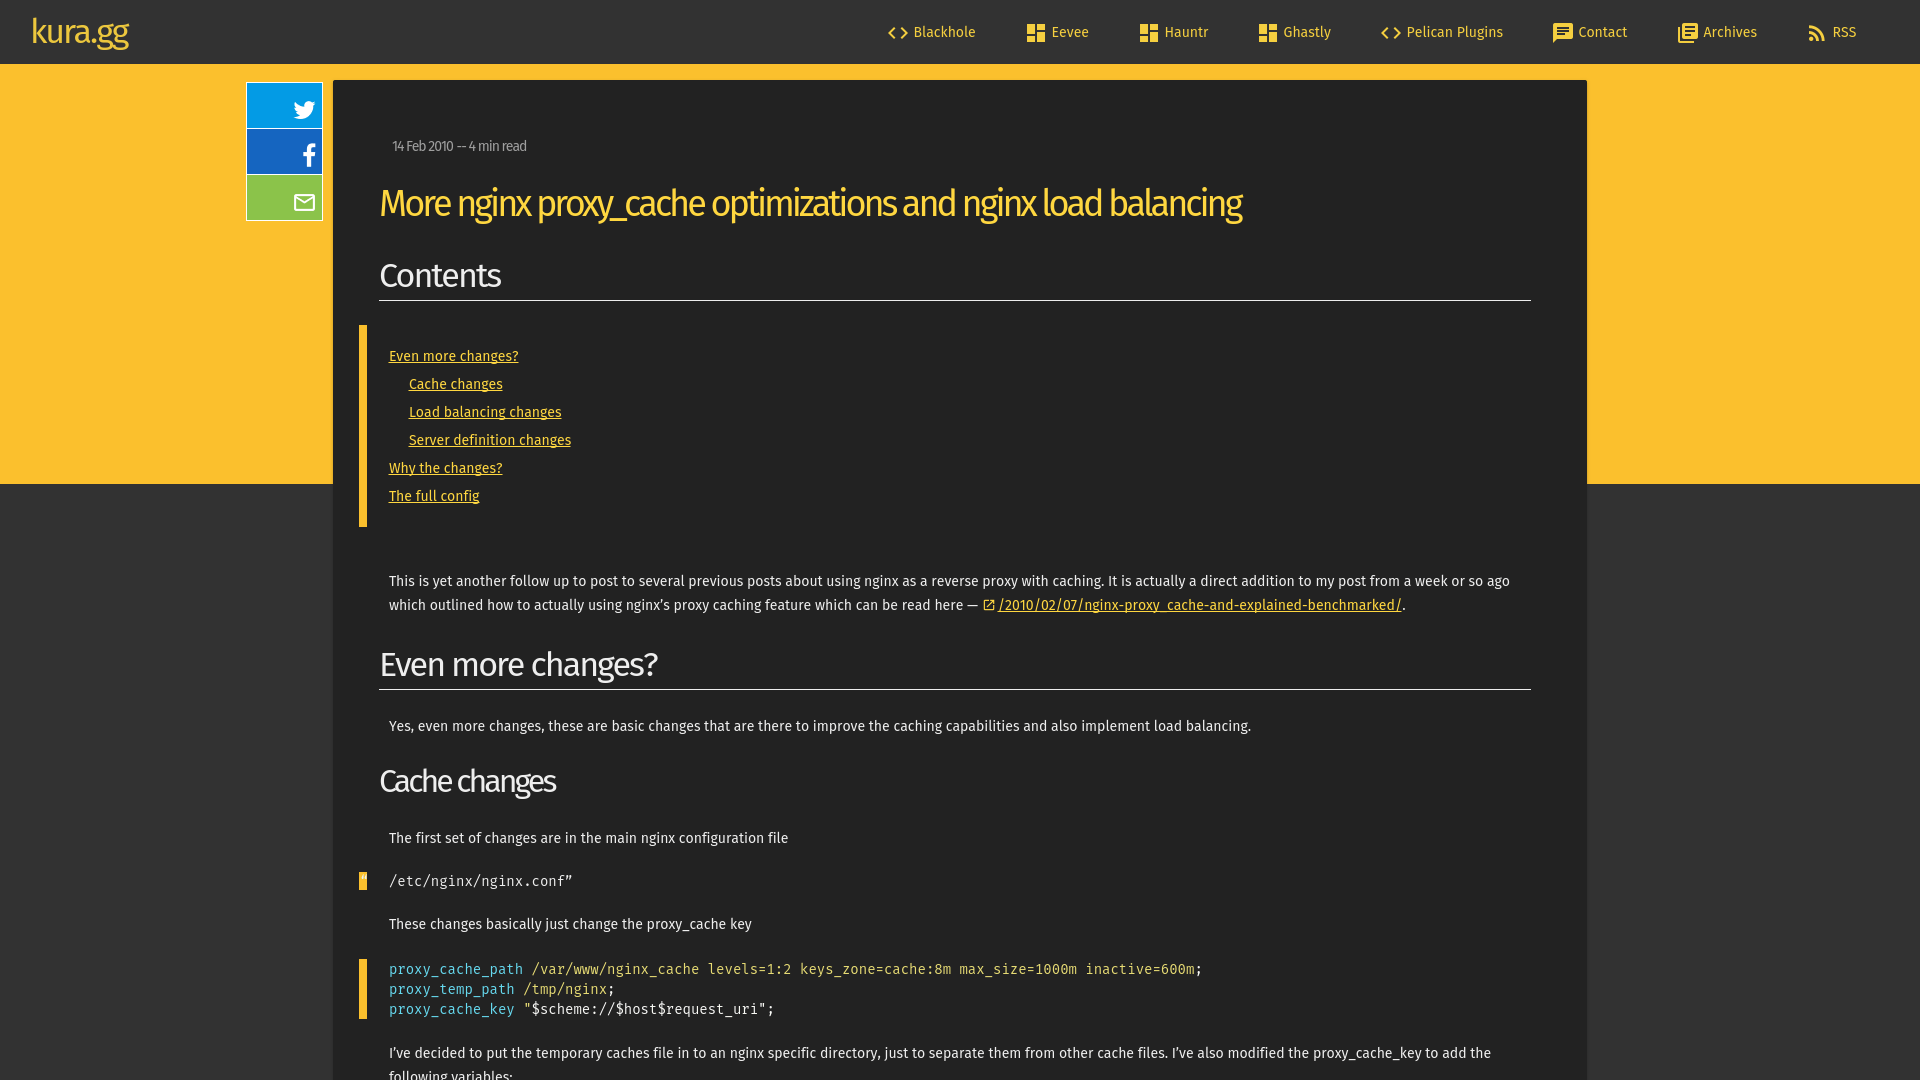 kura.gg
Blackhole
Eevee
Hauntr
Ghastly
Pelican Plugins
Contact
Archives
RSS
14 Feb 2010 -- 4 min read
More nginx proxy_cache optimizations and nginx load balancing
Contents
Even more changes?
Cache changes
Load balancing changes
Server definition changes
Why the changes?
The full config
This is yet another follow up to post to several previous posts about using nginx as a reverse proxy with caching. It is actually a direct addition to my post from a week or so ago
which outlined how to actually using nginx’s proxy caching feature which can be read here — /2010/02/07/nginx-proxy_cache-and-explained-benchmarked/.
Even more changes?
Yes, even more changes, these are basic changes that are there to improve the caching capabilities and also implement load balancing.
Cache changes
The first set of changes are in the main nginx configuration file
“ /etc/nginx/nginx.conf”
These changes basically just change the proxy_cache key
proxy_cache_path /var/www/nginx_cache levels=1:2 keys_zone=cache:8m max_size=1000m inactive=600m;
proxy_temp_path /tmp/nginx;
proxy_cache_key "$scheme://$host$request_uri";
I’ve decided to put the temporary caches file in to an nginx specific directory, just to separate them from other cache files. I’ve also modified the proxy_cache_key to add the
following variables: